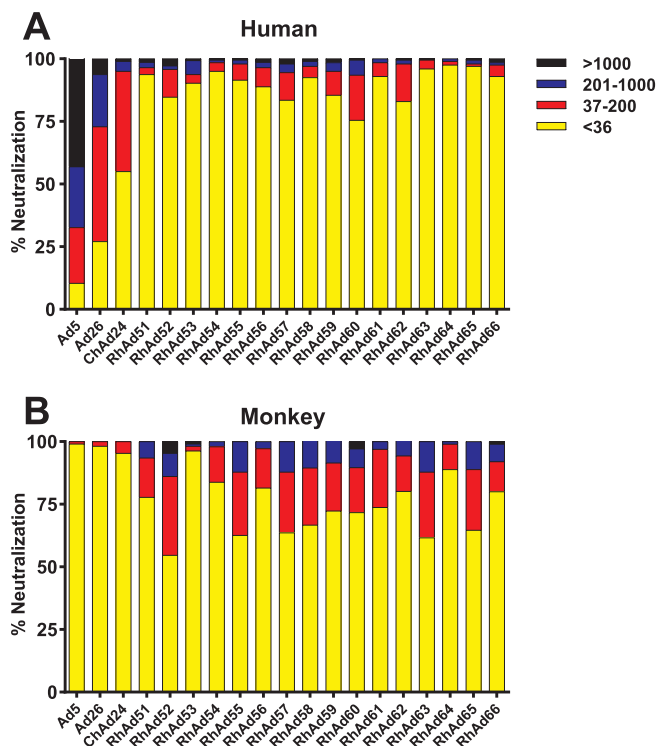 A
Human
% Neutralization
100
75
50
25
0
Ad5
Ad26
ChAd24
RhAd51
RhAd52
RhAd53
RhAd54
RhAd55
RhAd56
RhAd57
RhAd58
RhAd59
RhAd60
RhAd61
RhAd62
RhAd63
RhAd64
RhAd65
RhAd66
>1000
201-1000
37-200
<36
B
Monkey
% Neutralization
100
75
50
25
0
Ad5
Ad26
ChAd24
RhAd51
RhAd52
RhAd53
RhAd54
RhAd55
RhAd56
RhAd57
RhAd58
RhAd59
RhAd60
RhAd61
RhAd62
RhAd63
RhAd64
RhAd65
RhAd66